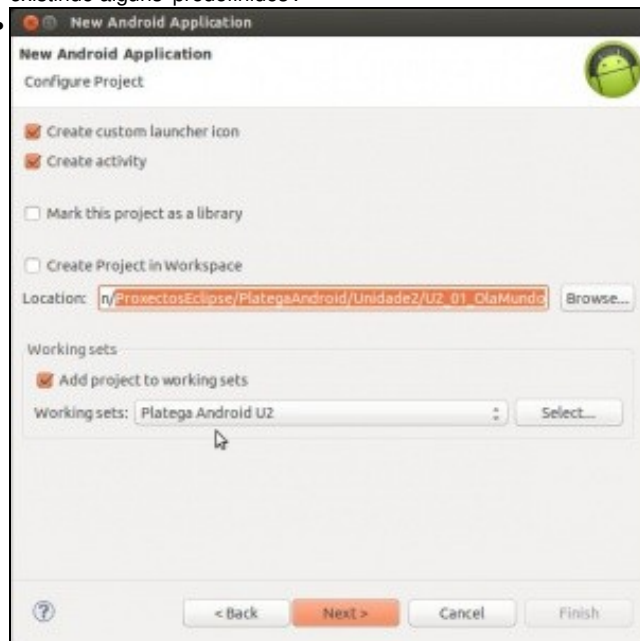 New Android Application
New Android Application
Configure Project
Create custom launcher icon
Create activity
Mark this project as a library
Create Project in Workspace
Location: n/ProxectosEclipse/PlategaAndroid/Unidade2/U2_01_OlaMundo Browse...
Working sets
Add project to working sets
Working sets: Platega Android U2 Select...
? < Back Next > Cancel Finish